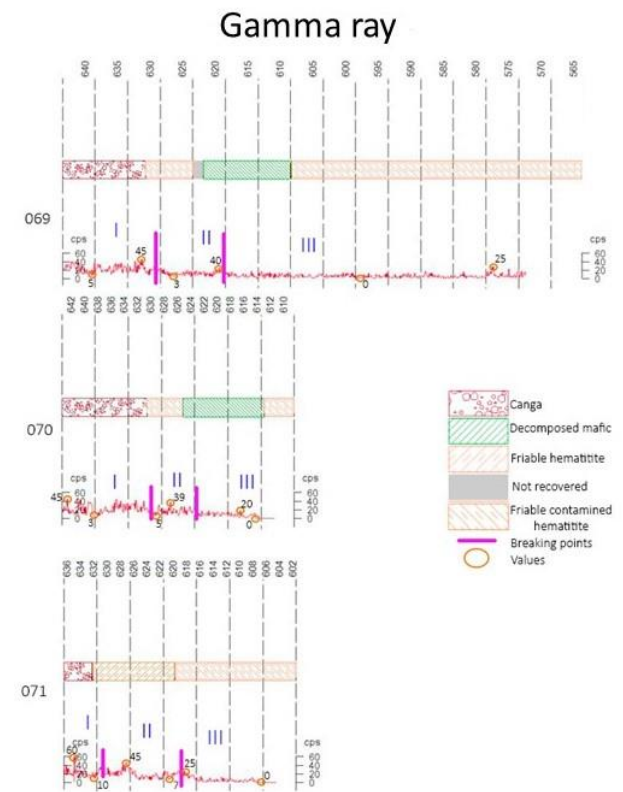 Gamma ray
640 635 630 625 620 615 610 605 600 595 590 585 580 575 570 565
069
I II III
cps cps
60 40 20 0 45 5 3 40 0 25 60 40 20 0
642 640 638 636 634 632 630 628 626 624 622 620 618 616 614 612 610
070
I II III
cps cps
45 60 40 20 0 3 5 39 20 0 60 40 20 0
636 634 632 630 628 626 624 622 620 618 616 614 612 610 608 606 604 602
071
I II III
cps cps
60 60 40 20 0 10 45 7 25 0 60 40 20 0
Canga
Decomposed mafic
Friable hematitite
Not recovered
Friable contamined
hematitite
Breaking points
Values